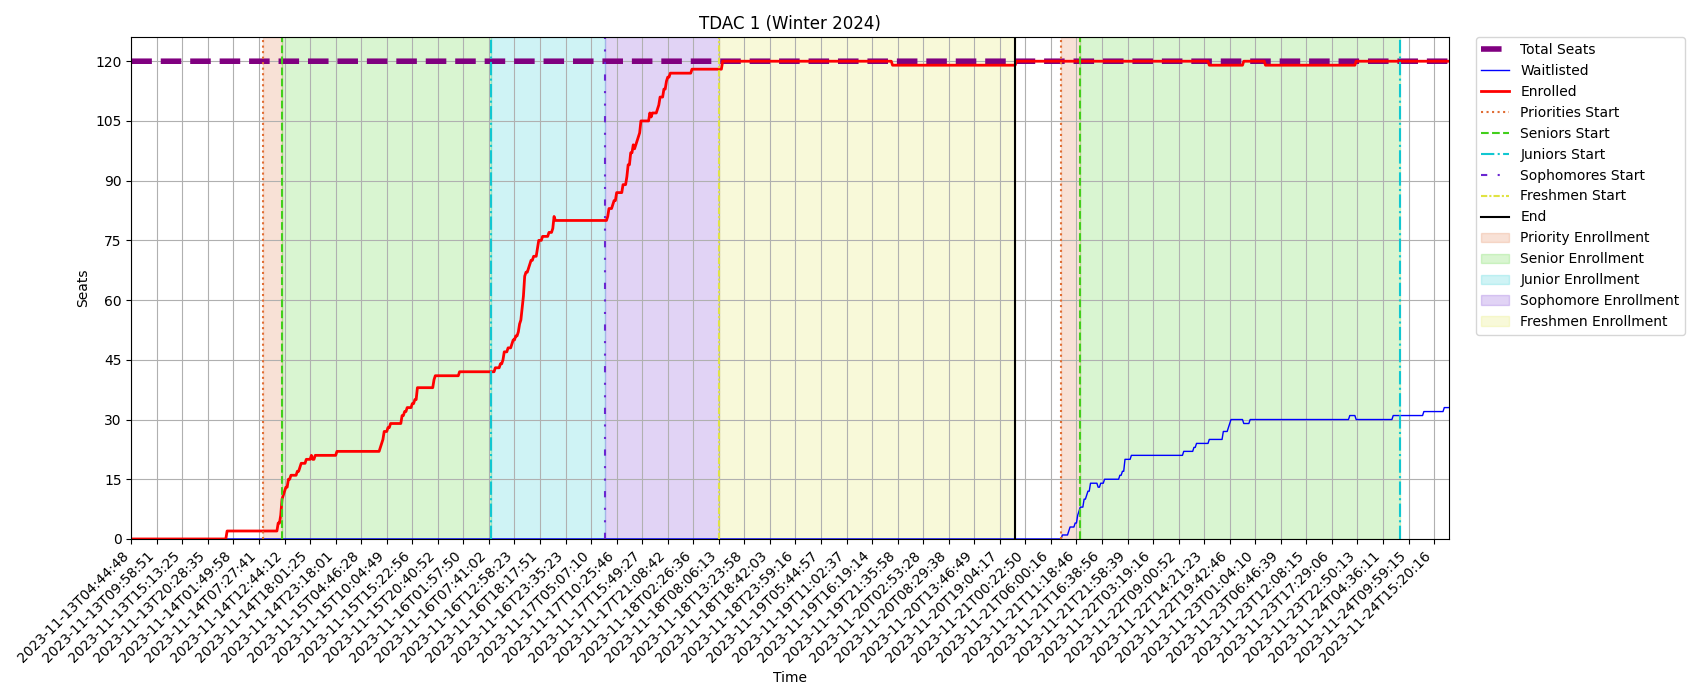 TDAC 1 (Winter 2024)
Seats
120
105
90
75
60
45
30
15
0
2023-11-13T04:44:48
2023-11-13T09:58:51
2023-11-13T15:13:25
2023-11-13T20:28:35
2023-11-14T01:49:58
2023-11-14T07:27:41
2023-11-14T12:44:12
2023-11-14T18:01:25
2023-11-14T23:18:01
2023-11-15T04:46:28
2023-11-15T10:04:49
2023-11-15T15:22:56
2023-11-15T20:40:52
2023-11-16T01:57:50
2023-11-16T07:41:02
2023-11-16T12:58:23
2023-11-16T18:17:51
2023-11-16T23:35:23
2023-11-17T05:07:10
2023-11-17T10:25:46
2023-11-17T15:49:27
2023-11-17T21:08:42
2023-11-18T02:26:36
2023-11-18T08:06:13
2023-11-18T13:23:58
2023-11-18T18:42:03
2023-11-18T23:59:16
2023-11-19T05:44:57
2023-11-19T11:02:37
2023-11-19T16:19:14
2023-11-19T21:35:58
2023-11-20T02:53:28
2023-11-20T08:29:38
2023-11-20T13:46:49
2023-11-20T19:04:17
2023-11-21T00:22:50
2023-11-21T06:00:16
2023-11-21T11:18:46
2023-11-21T16:38:56
2023-11-21T21:58:39
2023-11-22T03:19:16
2023-11-22T09:00:52
2023-11-22T14:21:23
2023-11-22T19:42:46
2023-11-23T01:04:10
2023-11-23T06:46:39
2023-11-23T12:08:15
2023-11-23T17:29:06
2023-11-23T22:50:13
2023-11-24T04:36:11
2023-11-24T09:59:15
2023-11-24T15:20:16
Time
Total Seats
Waitlisted
Enrolled
Priorities Start
Seniors Start
Juniors Start
Sophomores Start
Freshmen Start
End
Priority Enrollment
Senior Enrollment
Junior Enrollment
Sophomore Enrollment
Freshmen Enrollment